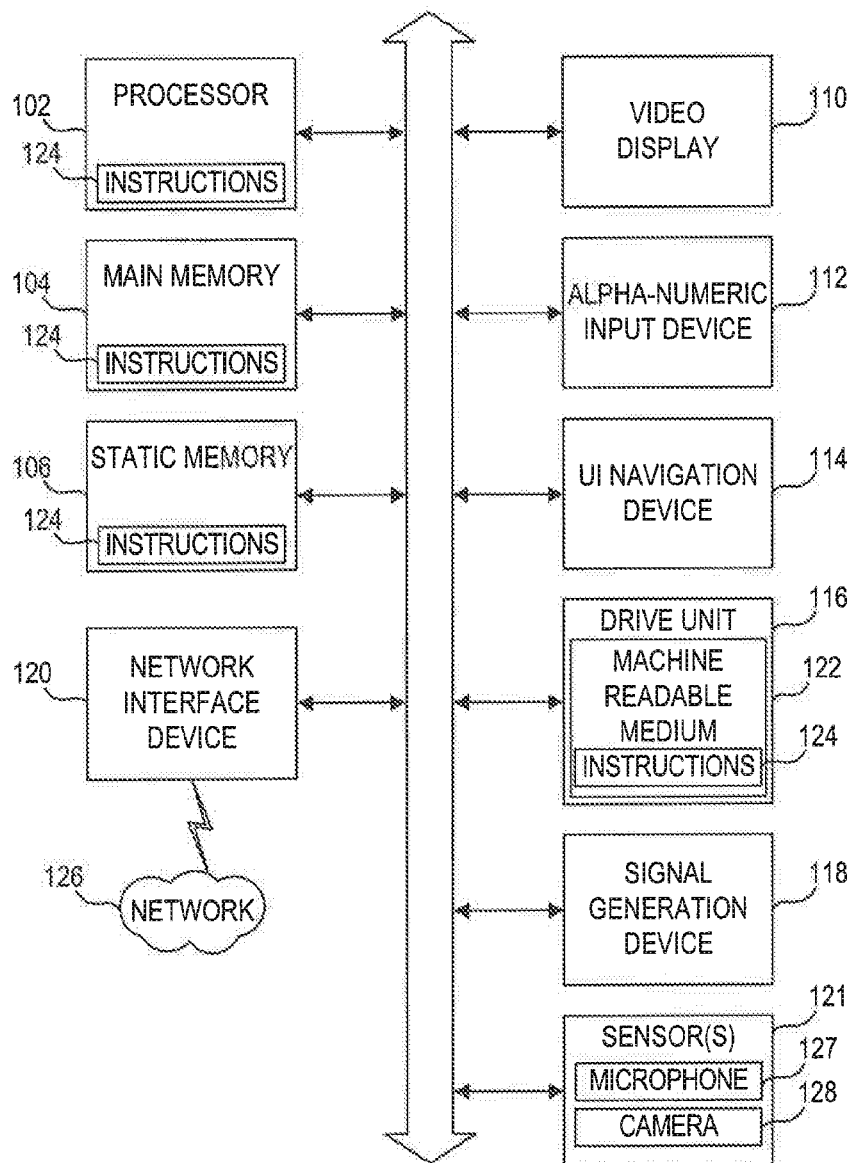 PROCESSOR
102
124
INSTRUCTIONS
MAIN MEMORY
104
124
INSTRUCTIONS
STATIC MEMORY
106
124
INSTRUCTIONS
120
NETWORK
INTERFACE
DEVICE
126
NETWORK
VIDEO
DISPLAY
110
ALPHA-NUMERIC
INPUT DEVICE
112
UI NAVIGATION
DEVICE
114
DRIVE UNIT
116
MACHINE
READABLE
MEDIUM
122
INSTRUCTIONS
124
SIGNAL
GENERATION
DEVICE
118
SENSOR(S)
121
MICROPHONE
127
CAMERA
128